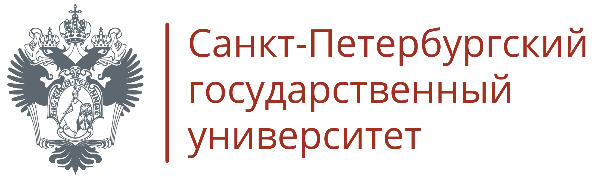 Санкт-Петербургский
государственный
университет